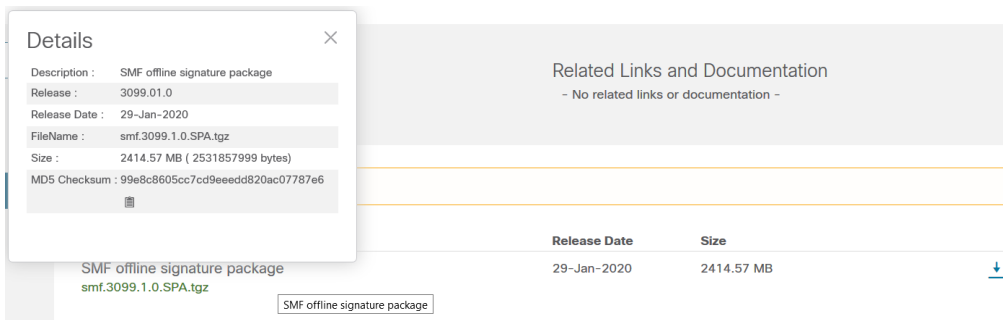 Details
Description : SMF offline signature package
Release : 3099.01.0
Release Date : 29-Jan-2020
FileName : smf.3099.1.0.SPA.tgz
Size : 2414.57 MB ( 2531857999 bytes)
MD5 Checksum : 99e8c8605cc7cd9eeedd820ac07787e6
Related Links and Documentation
- No related links or documentation -
Release Date Size
SMF offline signature package 29-Jan-2020 2414.57 MB
smf.3099.1.0.SPA.tgz
SMF offline signature package